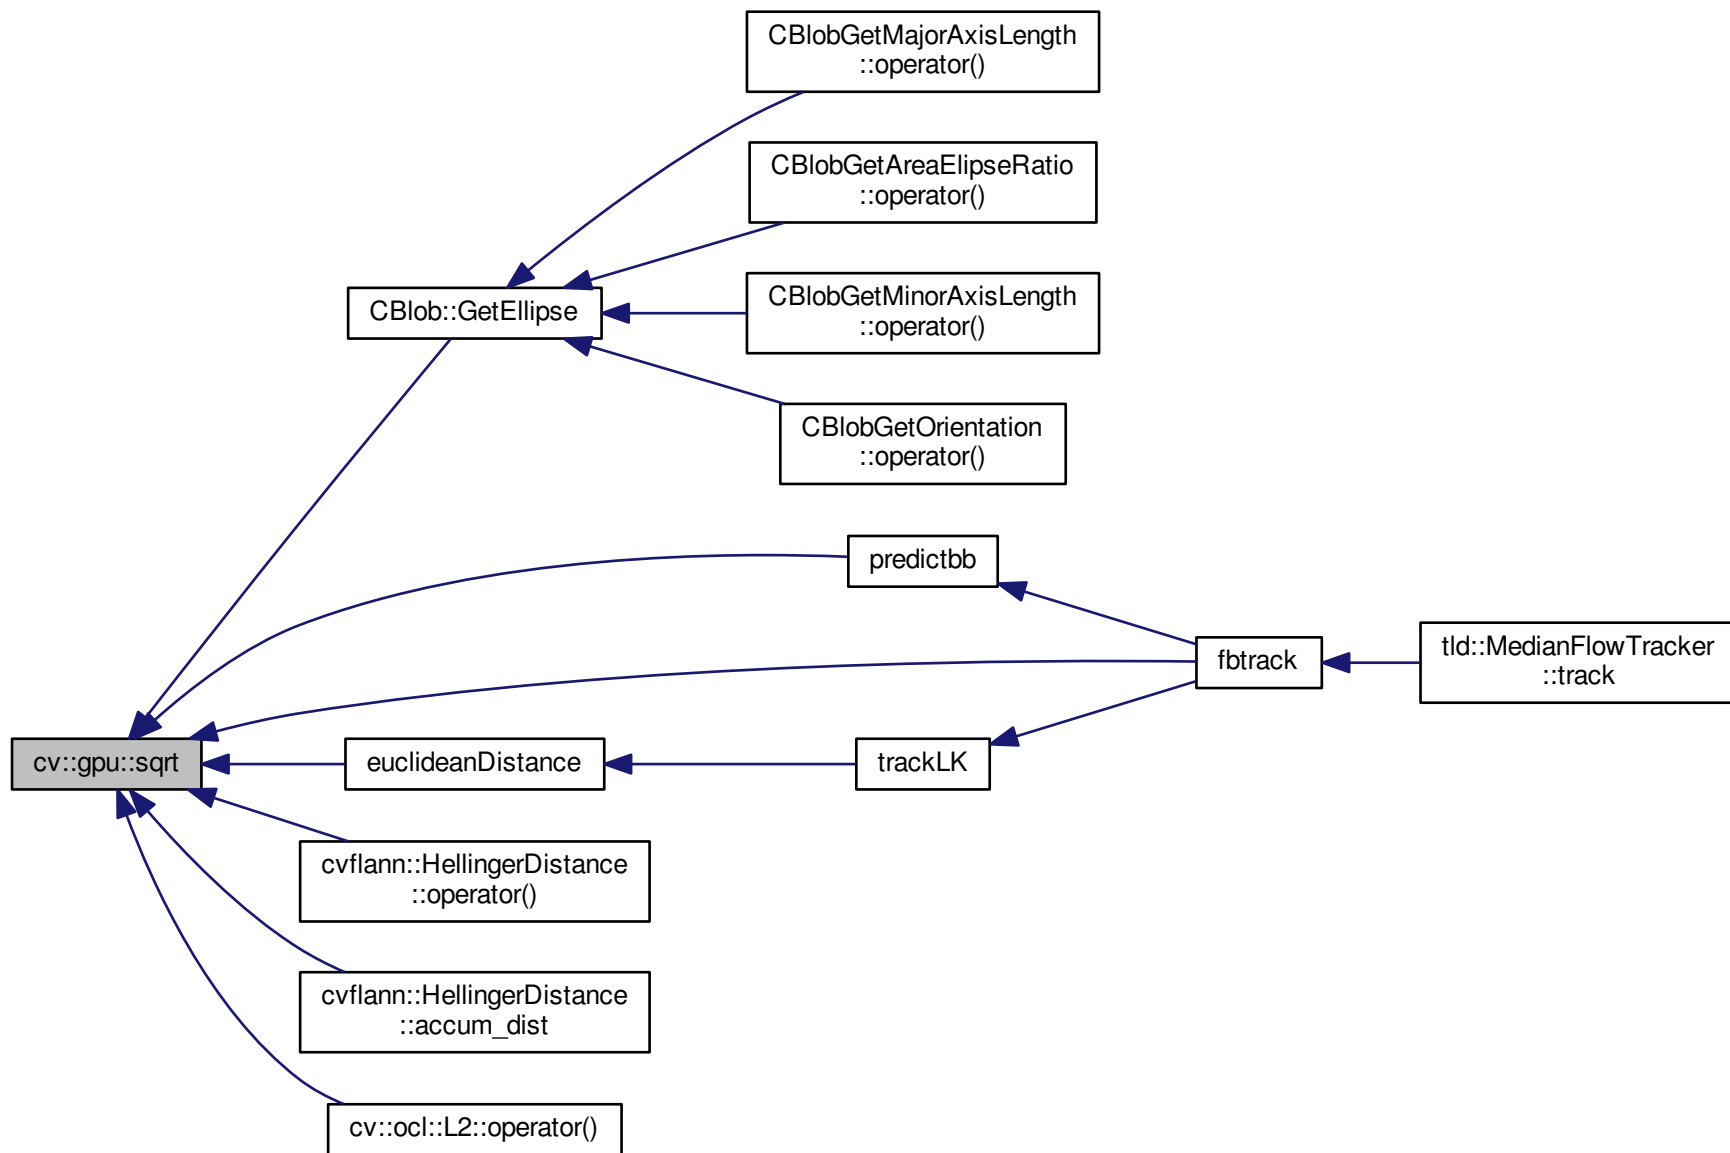 CBlobGetMajorAxisLength
::operator()
CBlobGetAreaElipseRatio
::operator()
CBlob::GetEllipse
CBlobGetMinorAxisLength
::operator()
CBlobGetOrientation
::operator()
predictbb
fbtrack
tld::MedianFlowTracker
::track
cv::gpu::sqrt
euclideanDistance
trackLK
cvflann::HellingerDistance
::operator()
cvflann::HellingerDistance
::accum_dist
cv::ocl::L2::operator()